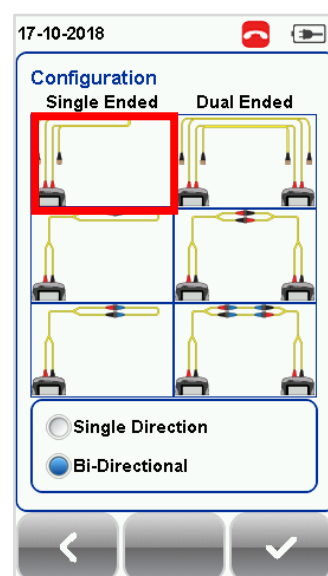 17-10-2018
Configuration
Single Ended Dual Ended
Single Direction
Bi-Directional